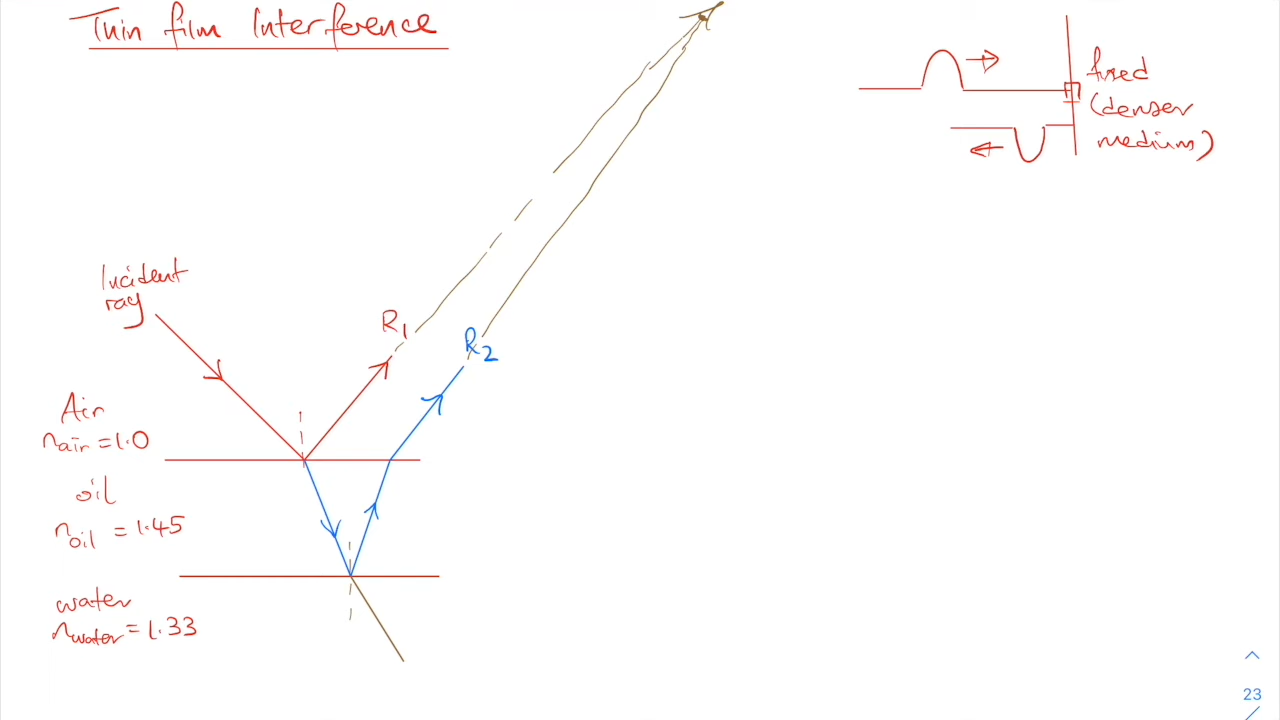 Thin film Interference
fixed
(denser
medium)
Incident
ray
R1
R2
Air
nair = 1.0
oil
noil = 1.45
water
nwater = 1.33
23